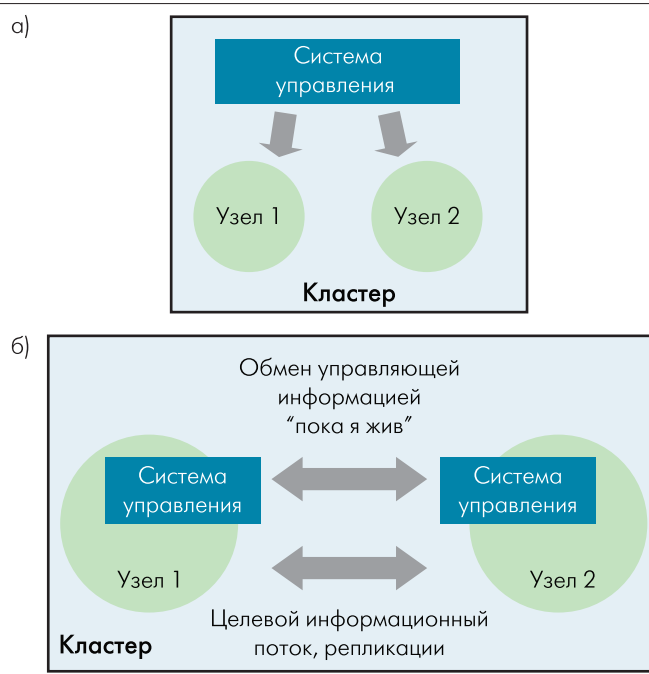 а)
Система
управления
Узел 1
Узел 2
Кластер
б)
Обмен управляющей
информацией
“пока я жив”
Система
управления
Система
управления
Узел 1
Узел 2
Целевой информационный
поток, репликации
Кластер